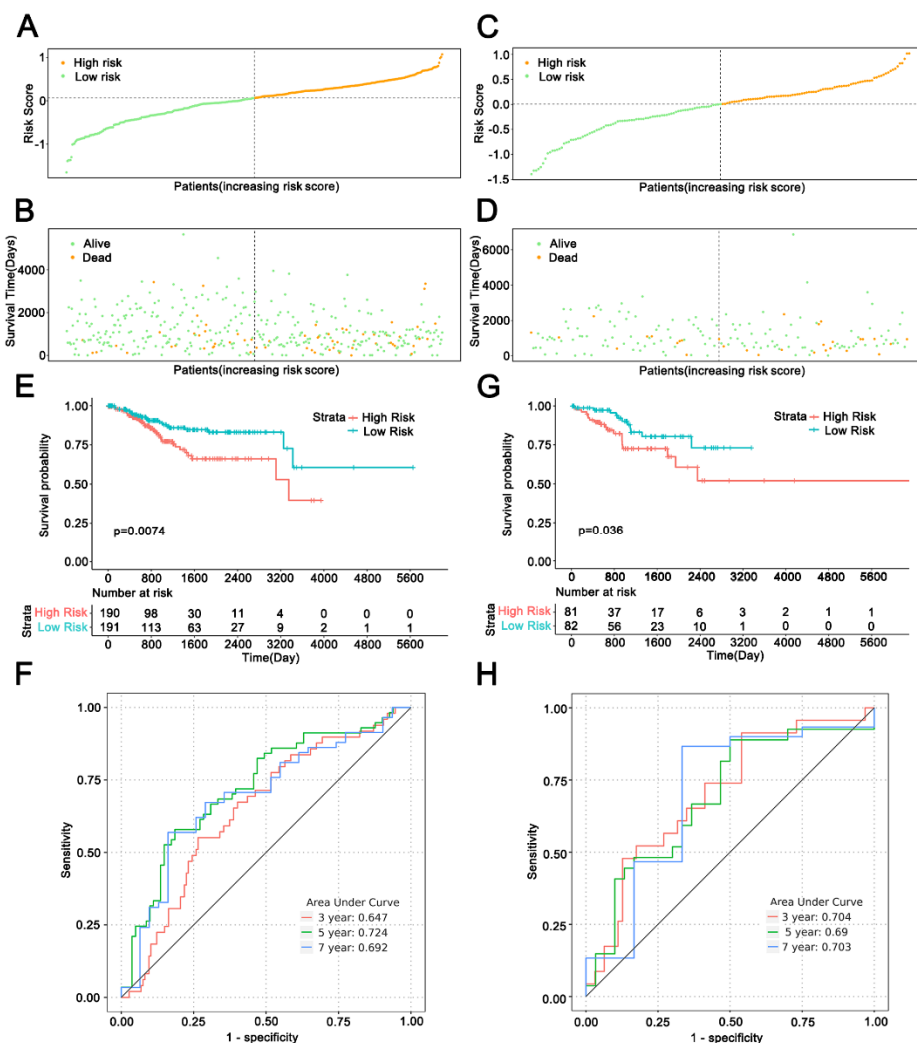 A
High risk
Low risk
Risk Score
1
0
-1
Patients(increasing risk score)
C
High risk
Low risk
Risk Score
1.0
0.5
0.0
-0.5
-1.0
-1.5
Patients(increasing risk score)
B
Alive
Dead
Survival Time(Days)
4000
2000
0
Patients(increasing risk score)
D
Alive
Dead
Survival Time(Days)
6000
4000
2000
0
Patients(increasing risk score)
E
Strata High Risk
Low Risk
Survival probability
1.00
0.75
0.50
0.25
0.00
p=0.0074
0 800 1600 2400 3200 4000 4800 5600
Number at risk
Strata
High Risk 190 98 30 11 4 0 0 0
Low Risk 191 113 63 27 9 2 1 1
0 800 1600 2400 3200 4000 4800 5600
Time(Day)
G
Strata High Risk
Low Risk
Survival probability
1.00
0.75
0.50
0.25
0.00
p=0.036
0 800 1600 2400 3200 4000 4800 5600
Number at risk
Strata
High Risk 81 37 17 6 3 2 1 1
Low Risk 82 56 23 10 1 0 0 0
0 800 1600 2400 3200 4000 4800 5600
Time(Day)
F
Sensitivity
1.00
0.75
0.50
0.25
0.00
Area Under Curve
3 year: 0.647
5 year: 0.724
7 year: 0.692
0.00 0.25 0.50 0.75 1.00
1 - specificity
H
Sensitivity
1.00
0.75
0.50
0.25
0.00
Area Under Curve
3 year: 0.704
5 year: 0.69
7 year: 0.703
0.00 0.25 0.50 0.75 1.00
1 - specificity